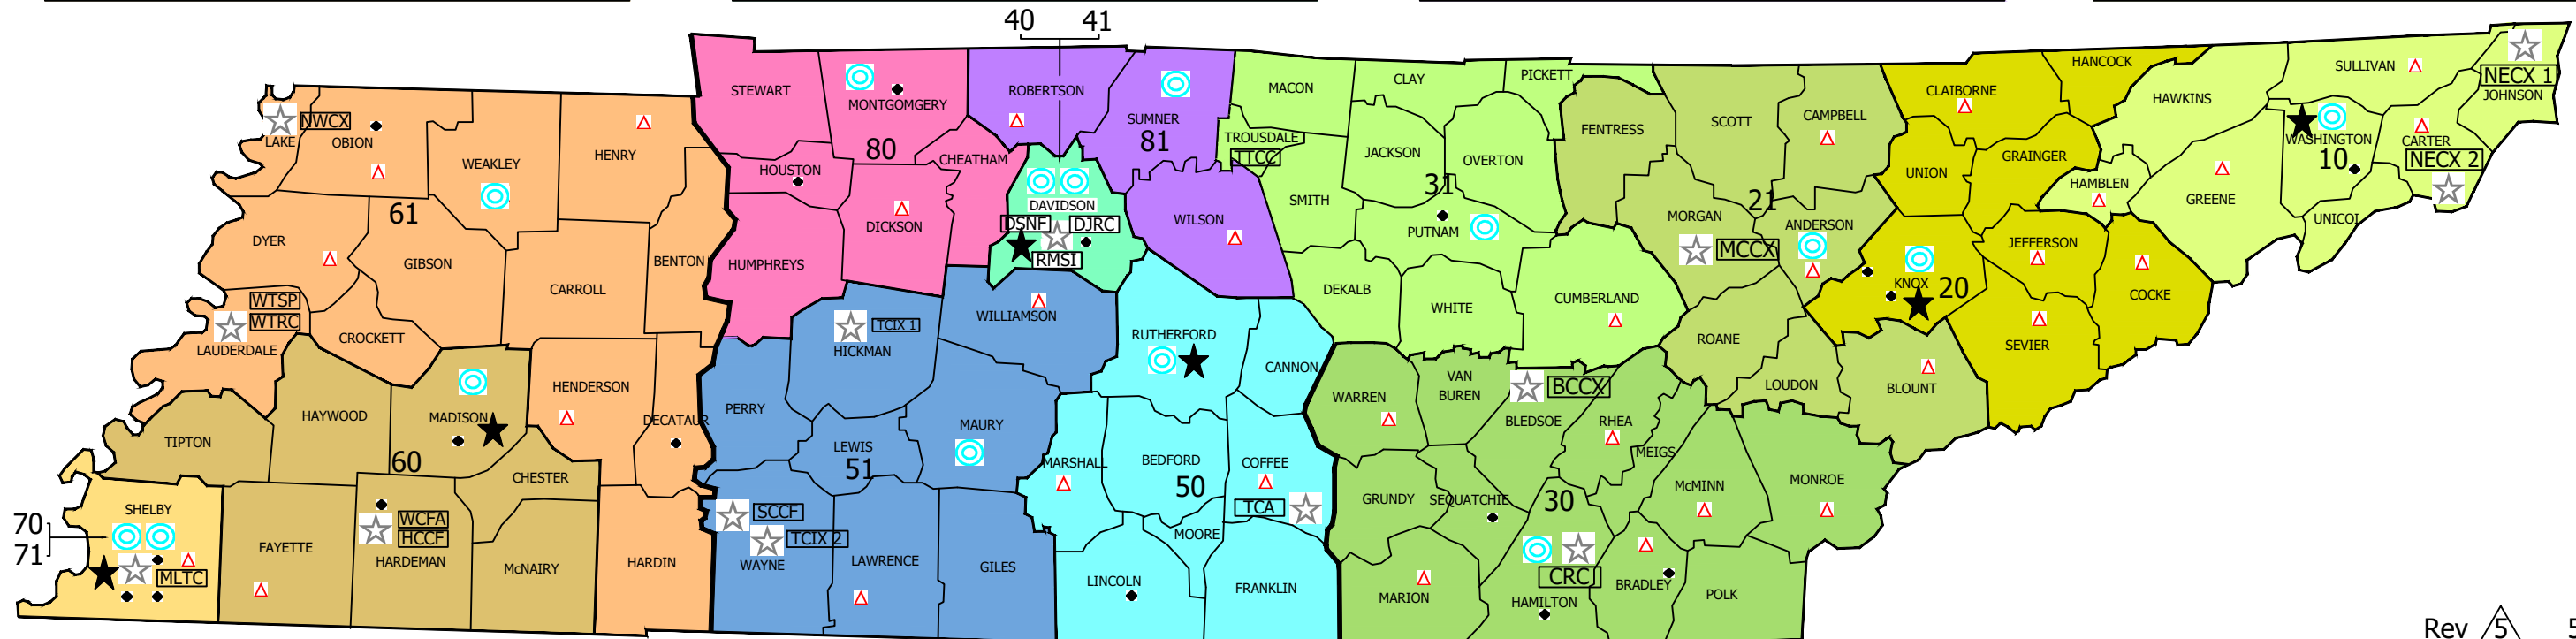 40 41
STEWART
MONTGOMGERY
ROBERTSON
SUMNER
81
MACON
CLAY
PICKETT
FENTRESS
SCOTT
CAMPBELL
CLAIBORNE
HANCOCK
HAWKINS
SULLIVAN
NECX 1
JOHNSON
LAKE
NWCX
OBION
WEAKLEY
HENRY
HOUSTON
80
CHEATHAM
TROUSDALE
TTCC
JACKSON
OVERTON
31
UNION
GRAINGER
HAMBLEN
GREENE
WASHINGTON
10
CARTER
NECX 2
UNICOI
DYER
61
GIBSON
CARROLL
BENTON
HUMPHREYS
DICKSON
DAVIDSON
DSNF
DJRC
RMSI
WILSON
SMITH
PUTNAM
MORGAN
21
MCCX
ANDERSON
KNOX
20
JEFFERSON
COCKE
WTSP
WTRC
LAUDERDALE
CROCKETT
HICKMAN
TCIX 1
WILLIAMSON
RUTHERFORD
CANNON
DEKALB
WHITE
CUMBERLAND
ROANE
LOUDON
BLOUNT
SEVIER
TIPTON
HAYWOOD
MADISON
60
HENDERSON
DECATAUR
PERRY
LEWIS
51
MAURY
MARSHALL
BEDFORD
50
COFFEE
TCA
WARREN
VAN
BUREN
BCCX
BLEDSOE
RHEA
MEIGS
McMINN
MONROE
70
71
SHELBY
MLTC
FAYETTE
WCFA
HCCF
HARDEMAN
CHESTER
McNAIRY
HARDIN
SCCF
TCIX 2
WAYNE
LAWRENCE
GILES
LINCOLN
MOORE
FRANKLIN
GRUNDY
SEQUATCHIE
30
MARION
CRC
HAMILTON
BRADLEY
POLK
Rev 5 5